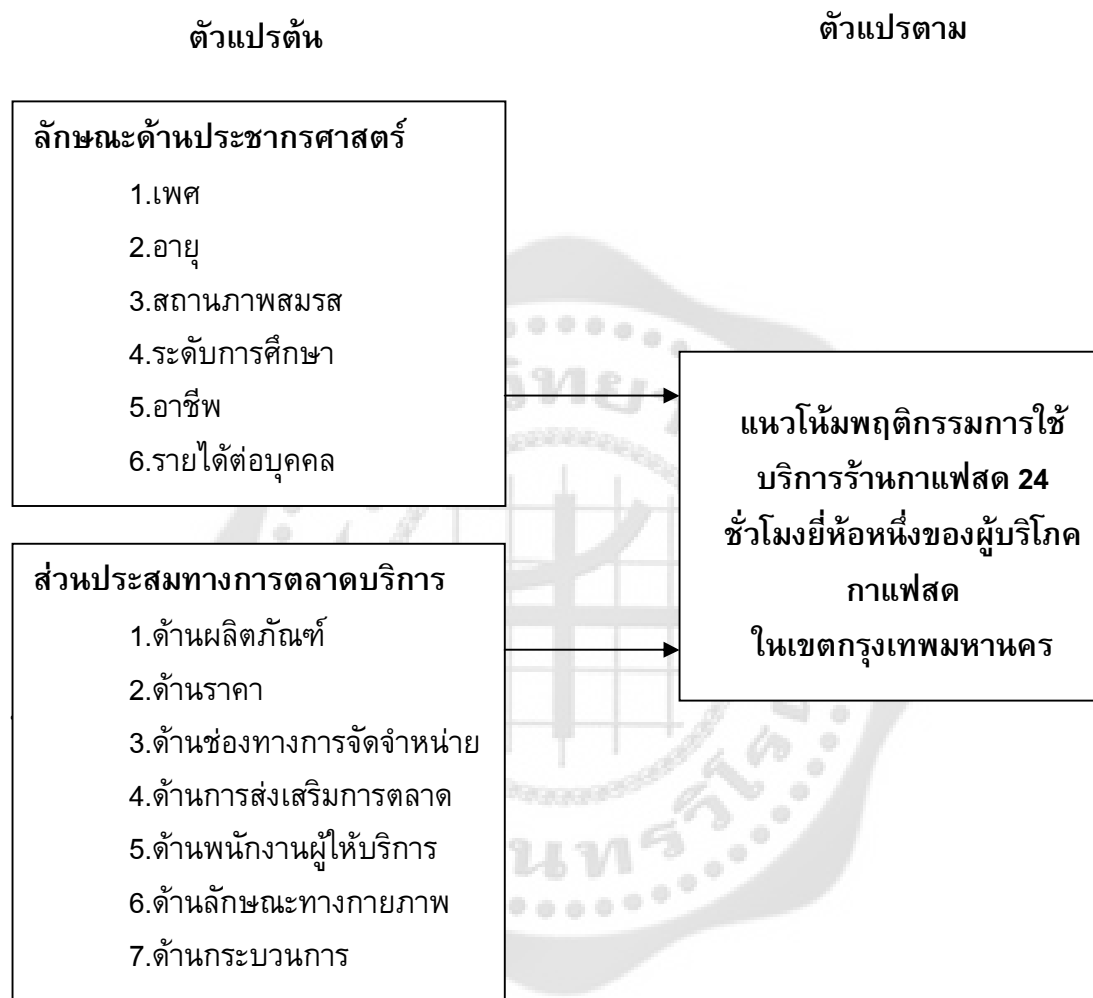 ตัวแปรต้น
ตัวแปรตาม
ลักษณะด้านประชากรศาสตร์
1.เพศ
2.อายุ
3.สถานภาพสมรส
4.ระดับการศึกษา
5.อาชีพ
6.รายได้ต่อบุคคล
ส่วนประสมทางการตลาดบริการ
1.ด้านผลิตภัณฑ์
2.ด้านราคา
3.ด้านช่องทางการจัดจำหน่าย
4.ด้านการส่งเสริมการตลาด
5.ด้านพนักงานผู้ให้บริการ
6.ด้านลักษณะทางกายภาพ
7.ด้านกระบวนการ
แนวโน้มพฤติกรรมการใช้
บริการร้านกาแฟสด 24
ชั่วโมงยี่ห้อหนึ่งของผู้บริโภค
กาแฟสด
ในเขตกรุงเทพมหานคร